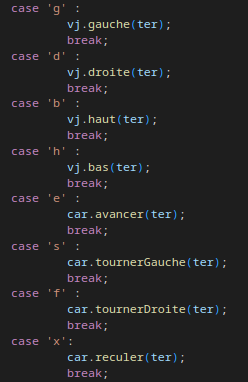 case 'g' :
        vj.gauche(ter);
        break;
case 'd' :
        vj.droite(ter);
        break;
case 'b' :
        vj.haut(ter);
        break;
case 'h' :
        vj.bas(ter);
        break;
case 'e' :
        car.avancer(ter);
        break;
case 's' :
        car.tournerGauche(ter);
        break;
case 'f' :
        car.tournerDroite(ter);
        break;
case 'x':
        car.reculer(ter);
        break;